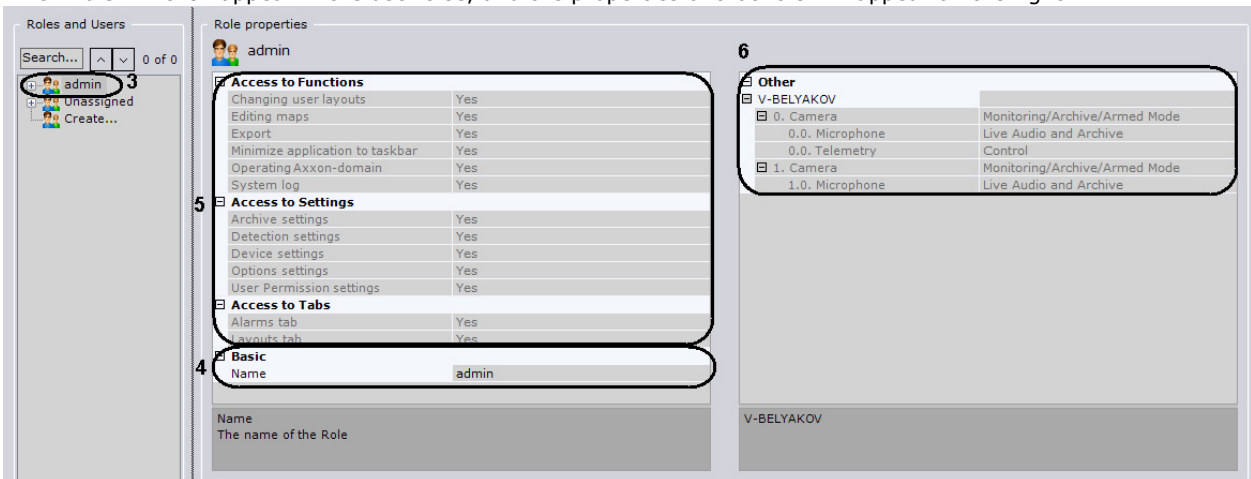 Roles and Users
Search... 0 of 0
admin 3
Unassigned
Create...
Role properties
admin
Access to Functions
Changing user layouts Yes
Editing maps Yes
Export Yes
Minimize application to taskbar Yes
Operating Axxon-domain Yes
System log Yes
5 Access to Settings
Archive settings Yes
Detection settings Yes
Device settings Yes
Options settings Yes
User Permission settings Yes
Access to Tabs
Alarms tab Yes
Layouts tab Yes
Basic
4 Name admin
Name
The name of the Role
6
Other
V-BELYAKOV
0. Camera Monitoring/Archive/Armed Mode
0.0. Microphone Live Audio and Archive
0.0. Telemetry Control
1. Camera Monitoring/Archive/Armed Mode
1.0. Microphone Live Audio and Archive
V-BELYAKOV